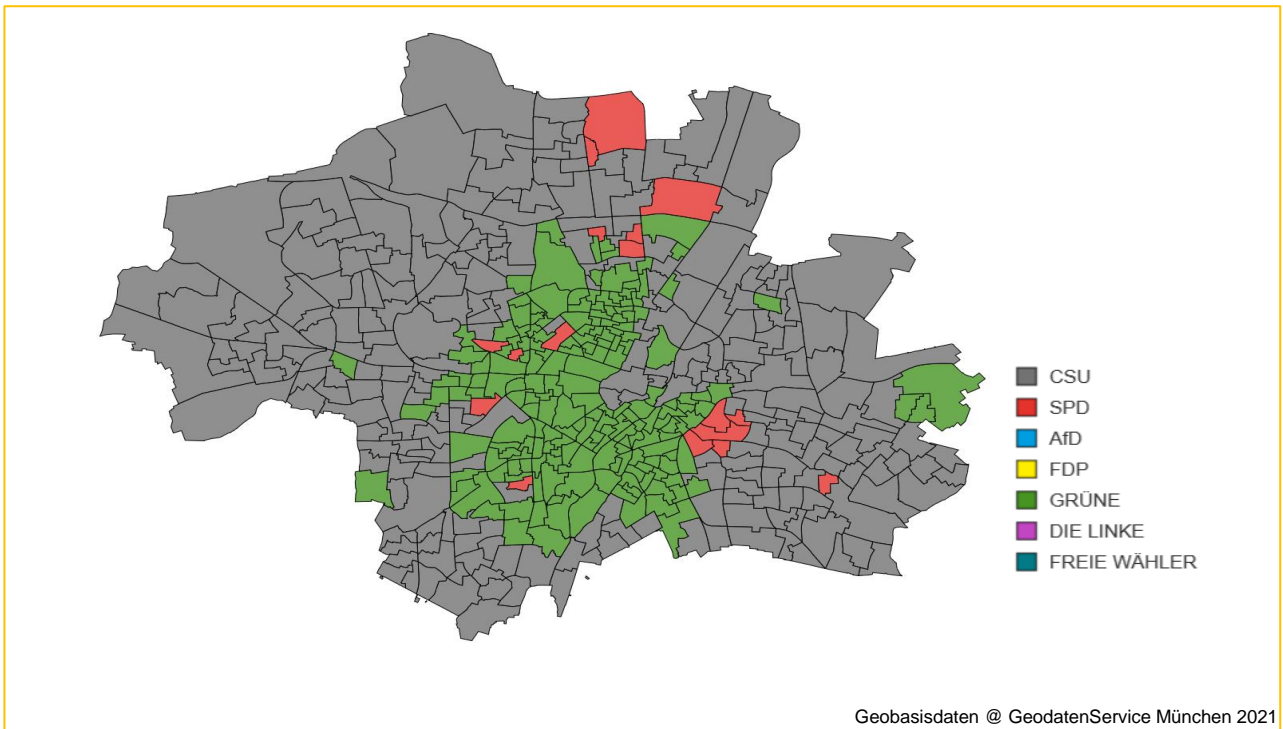 CSU
SPD
AfD
FDP
GRÜNE
DIE LINKE
FREIE WÄHLER
Geobasisdaten @ GeodatenService München 2021